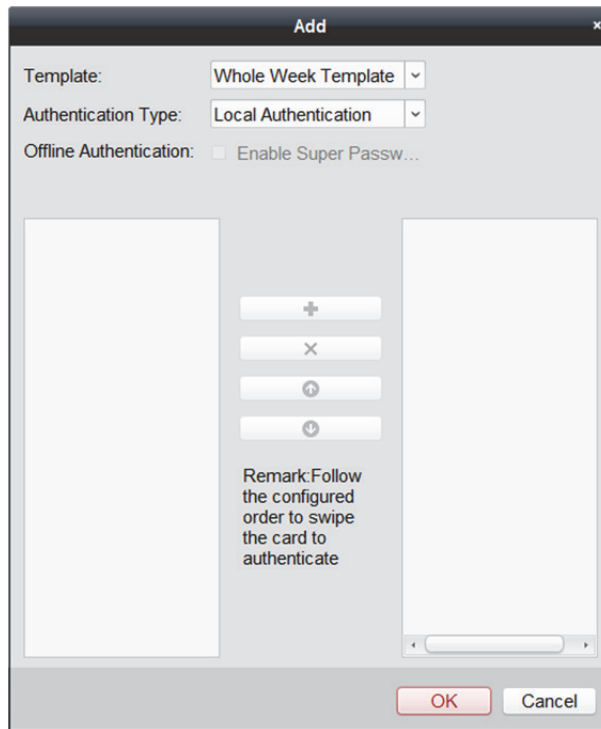 Add
Template:
Whole Week Template
Authentication Type:
Local Authentication
Offline Authentication:
Enable Super Passw...
Remark:Follow
the configured
order to swipe
the card to
authenticate
OK
Cancel